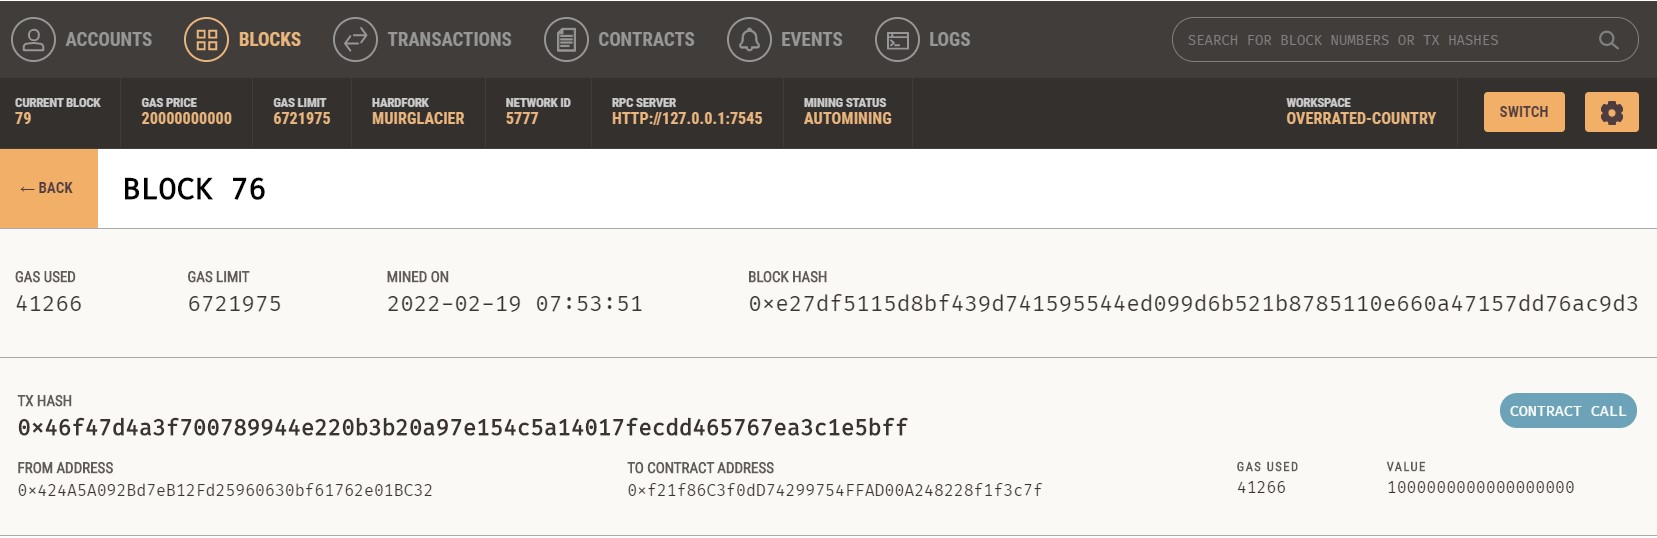 ACCOUNTS BLOCKS TRANSACTIONS CONTRACTS EVENTS LOGS SEARCH FOR BLOCK NUMBERS OR TX HASHES
CURRENT BLOCK GAS PRICE GAS LIMIT HARDFORK NETWORK ID RPC SERVER MINING STATUS WORKSPACE
79 20000000000 6721975 MUIRGLACIER 5777 HTTP://127.0.0.1:7545 AUTOMINING OVERRATED-COUNTRY SWITCH
← BACK BLOCK 76
GAS USED GAS LIMIT MINED ON BLOCK HASH
41266 6721975 2022-02-19 07:53:51 0×e27df5115d8bf439d741595544ed099d6b521b8785110e660a47157dd76ac9d3
TX HASH
0×46f47d4a3f700789944e220b3b20a97e154c5a14017fecdd465767ea3c1e5bff CONTRACT CALL
FROM ADDRESS TO CONTRACT ADDRESS GAS USED VALUE
0×424A5A092Bd7eB12Fd25960630bf61762e01BC32 0×f21f86C3f0dD74299754FFAD00A248228f1f3c7f 41266 1000000000000000000